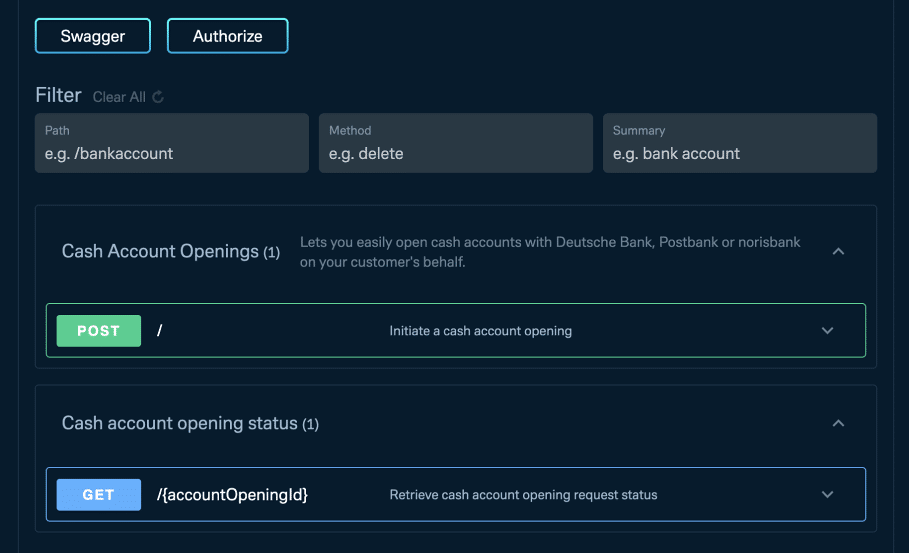 Swagger
Authorize
Filter Clear All
Path
e.g. /bankaccount
Method
e.g. delete
Summary
e.g. bank account
Cash Account Openings (1)
Lets you easily open cash accounts with Deutsche Bank, Postbank or norisbank
on your customer's behalf.
POST / Initiate a cash account opening
Cash account opening status (1)
GET /{accountOpeningId} Retrieve cash account opening request status